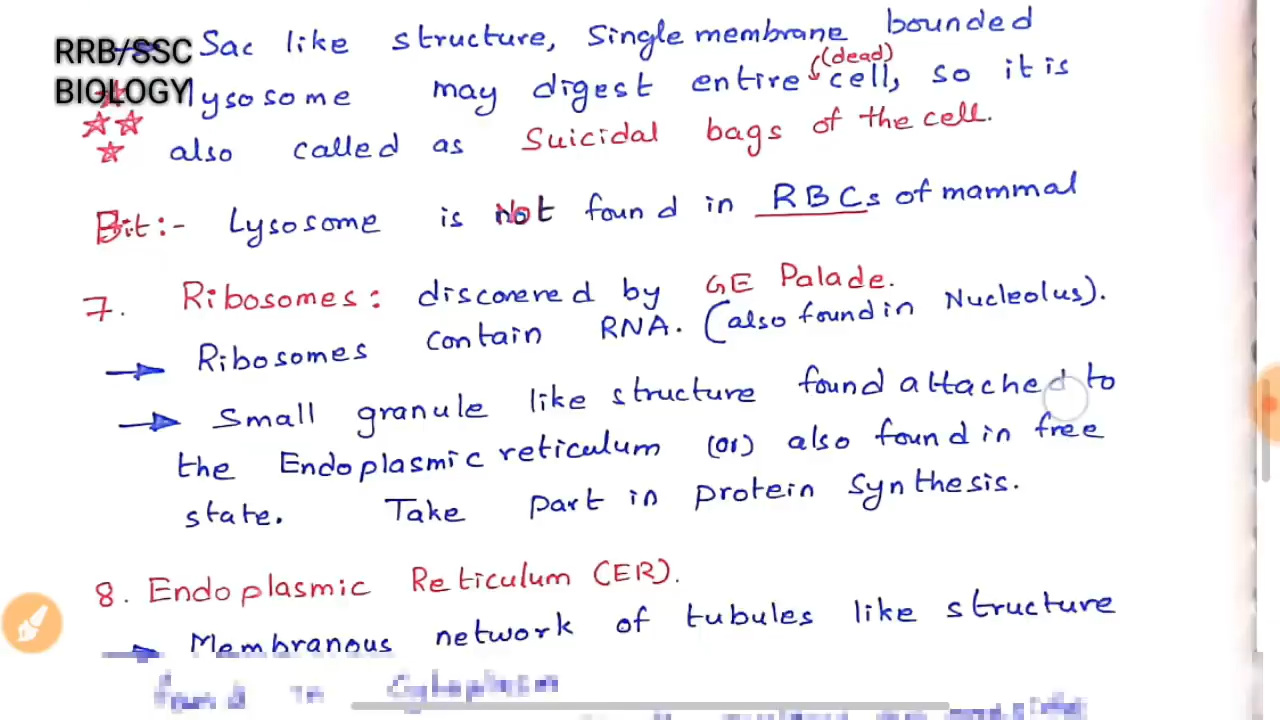 RRB/SSC
BIOLOGY
Sac like structure, Single membrane bounded
(dead)
lysosome may digest entire cell, so it is
also called as Suicidal bags of the cell.
Bit:- Lysosome is Not found in RBCs of mammal
7. Ribosomes: discovered by GE Palade.
→ Ribosomes contain RNA. (also found in Nucleolus).
→ Small granule like structure found attached to
the Endoplasmic reticulum (or) also found in free
state. Take part in protein synthesis.
8. Endoplasmic Reticulum (ER).
→ Membranous network of tubules like structure
found in Cytoplasm